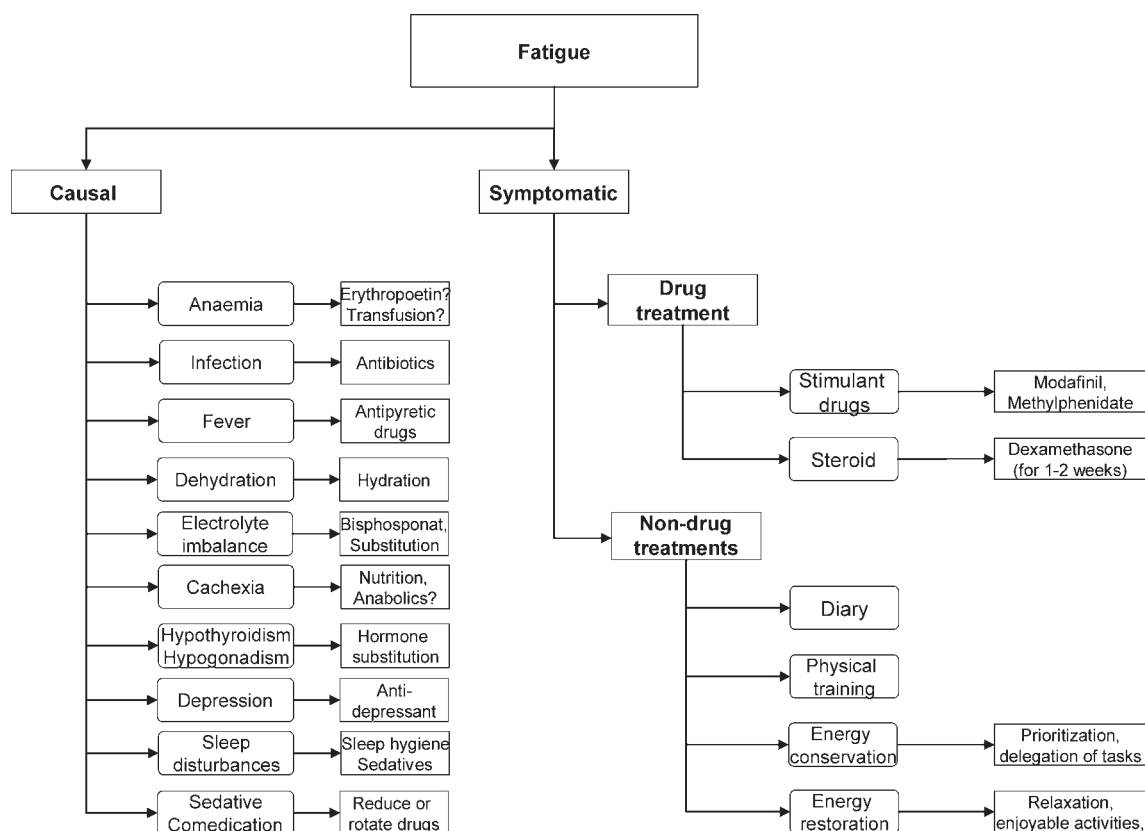 Fatigue
Causal
Symptomatic
Anaemia
Erythropoetin?
Transfusion?
Infection
Antibiotics
Fever
Antipyretic
drugs
Dehydration
Hydration
Electrolyte
imbalance
Bisphosponat,
Substitution
Cachexia
Nutrition,
Anabolics?
Hypothyroidism
Hypogonadism
Hormone
substitution
Depression
Anti-
depressant
Sleep
disturbances
Sleep hygiene
Sedatives
Sedative
Comedication
Reduce or
rotate drugs
Drug
treatment
Stimulant
drugs
Modafinil,
Methylphenidate
Steroid
Dexamethasone
(for 1-2 weeks)
Non-drug
treatments
Diary
Physical
training
Energy
conservation
Prioritization,
delegation of tasks
Energy
restoration
Relaxation,
enjoyable activities,